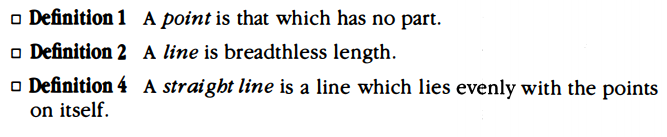 □ Definition 1 A point is that which has no part.
□ Definition 2 A line is breadthless length.
□ Definition 4 A straight line is a line which lies evenly with the points
on itself.